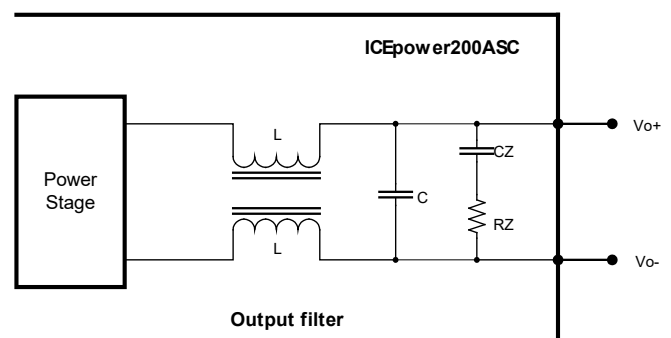 ICEpower200ASC
L
Vo+
CZ
Power
Stage
C
RZ
L
Vo-
Output filter